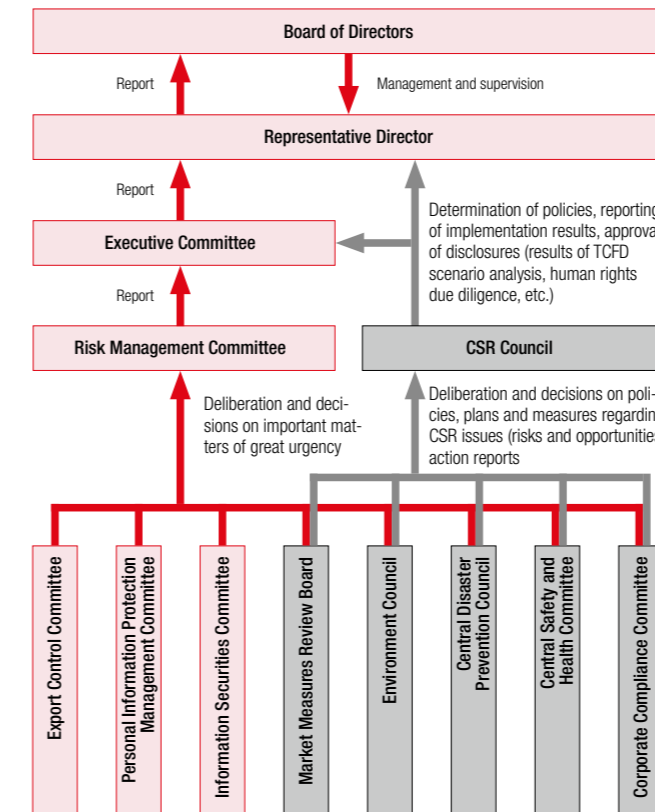 Board of Directors
Report
Management and supervision
Representative Director
Report
Determination of policies, reporting
of implementation results, approva
of disclosures (results of TCFD
scenario analysis, human rights
due diligence, etc.)
Executive Committee
Report
Risk Management Committee
CSR Council
Deliberation and deci-
sions on important mat-
ters of great urgency
Deliberation and decisions on poli-
cies, plans and measures regardin
CSR issues (risks and opportunities
action reports
Export Control Committee
Personal Information Protection
Management Committee
Information Securities Committee
Market Measures Review Board
Environment Council
Central Disaster
Prevention Council
Central Safety and
Health Committee
Corporate Compliance Committee